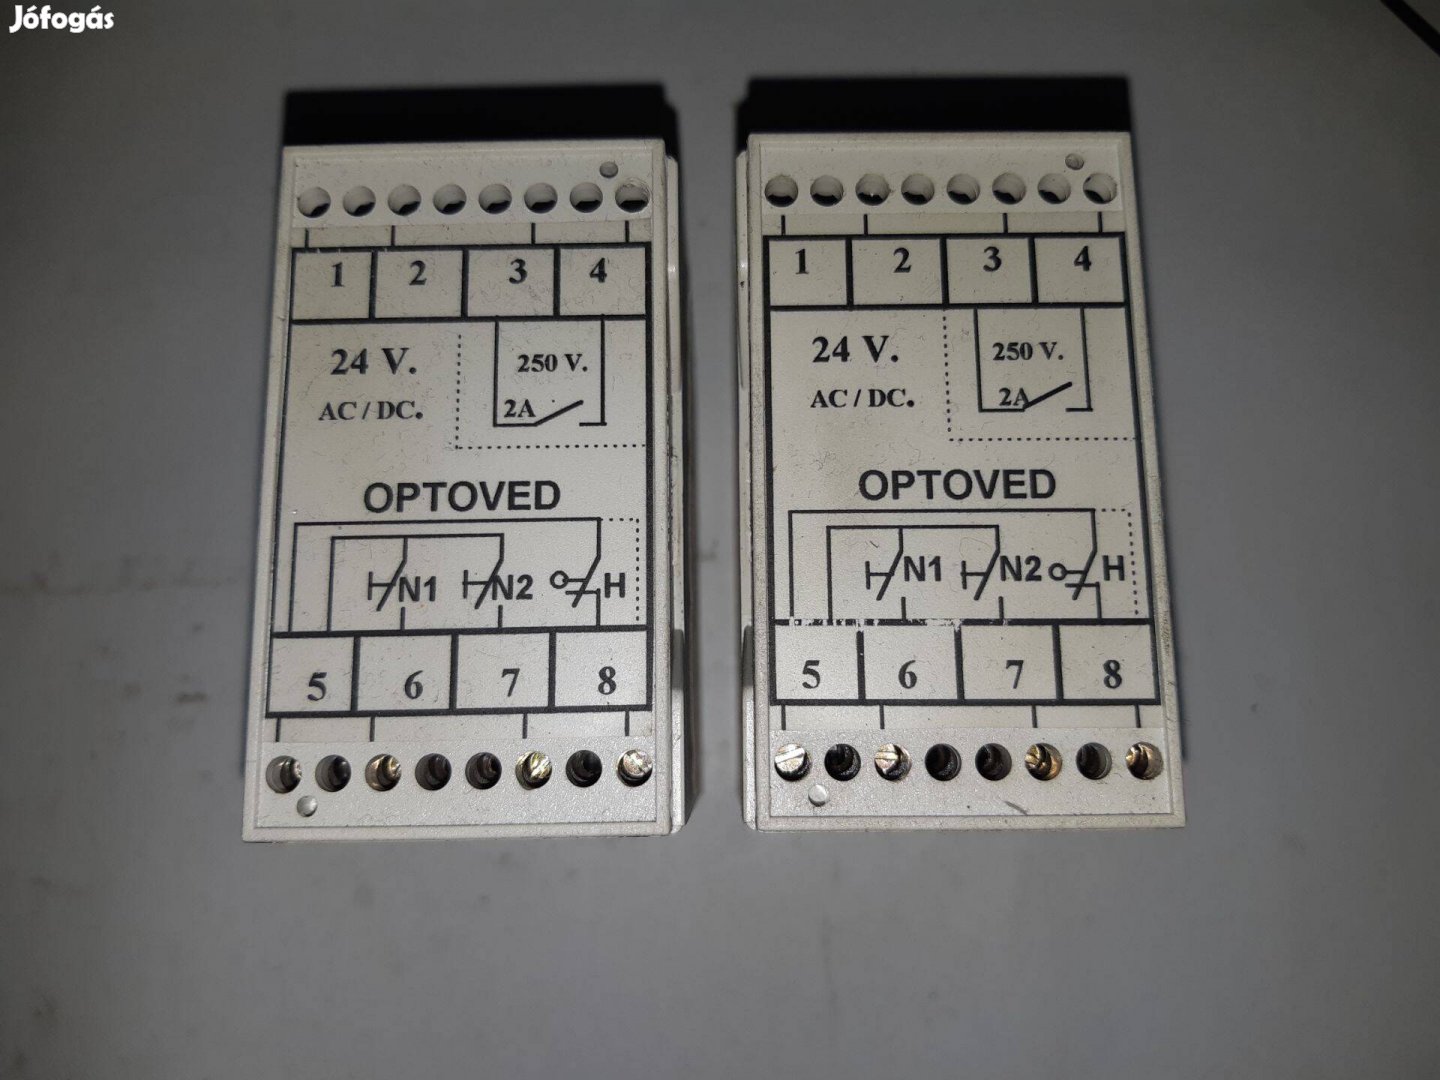 Jófogás
1 2 3 4
24 V. 250 V.
AC / DC. 2A
OPTOVED
N1 N2 H
5 6 7 8
1 2 3 4
24 V. 250 V.
AC / DC. 2A
OPTOVED
N1 N2 H
5 6 7 8